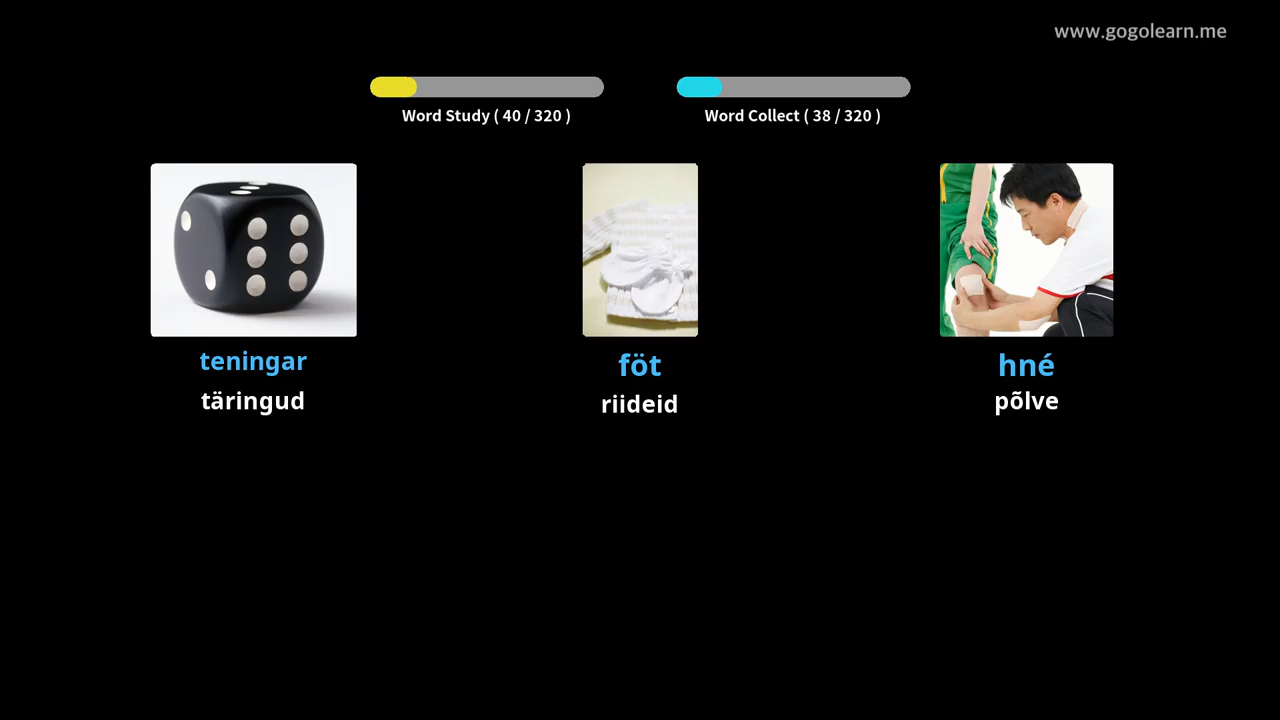 www.gogolearn.me
Word Study ( 40 / 320 )
Word Collect ( 38 / 320 )
teningar
täringud
föt
riideid
hné
põlve